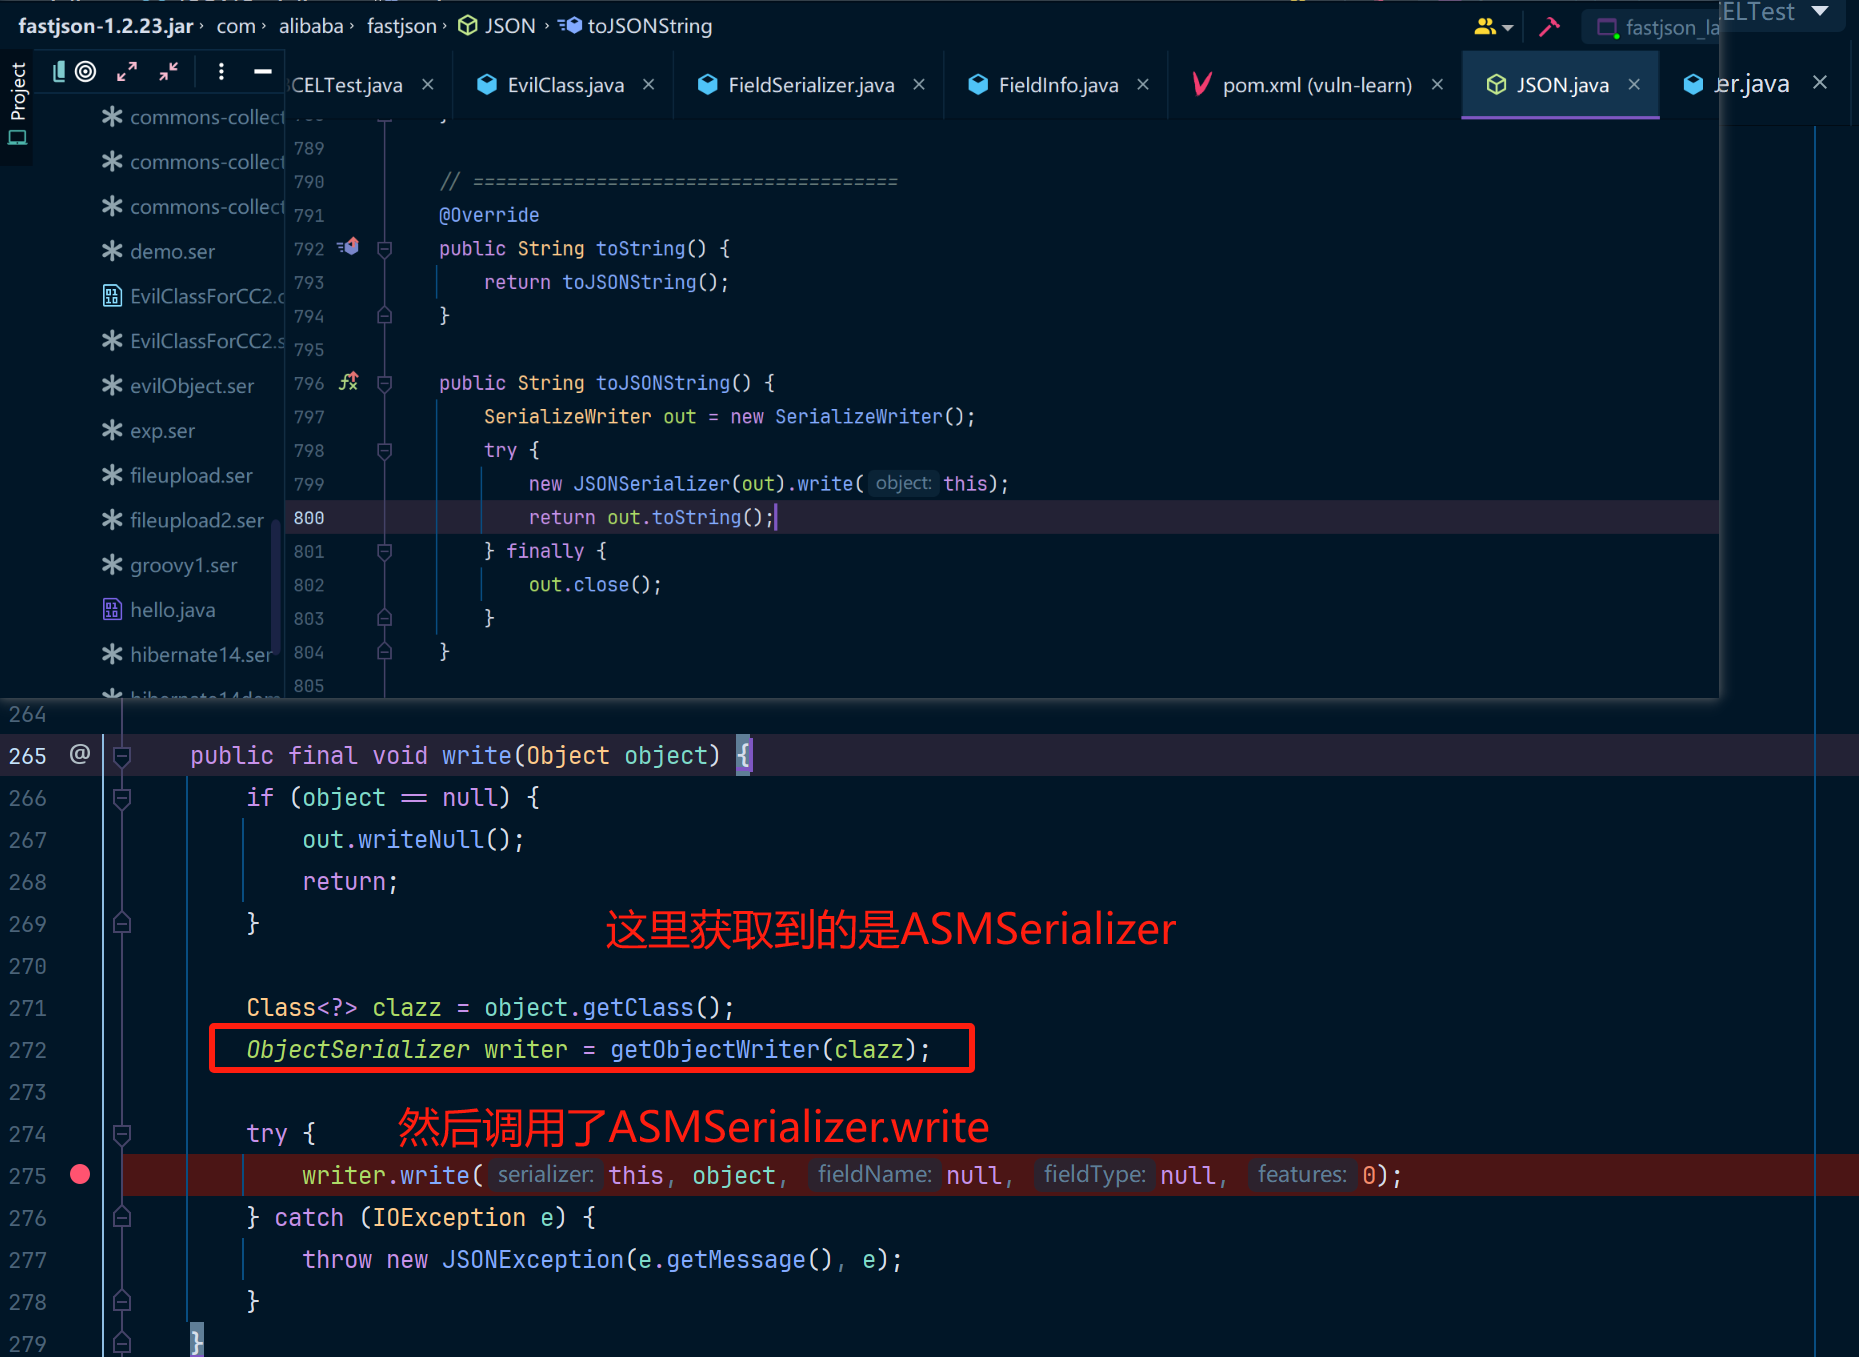 fastjson-1.2.23.jar › com › alibaba › fastjson › JSON › toJSONString
fastjson_la
ELTest
Project
CELTest.java
EvilClass.java
FieldSerializer.java
FieldInfo.java
pom.xml (vuln-learn)
JSON.java
er.java
commons-collect
commons-collect
commons-collect
demo.ser
EvilClassForCC2.c
EvilClassForCC2.s
evilObject.ser
exp.ser
fileupload.ser
fileupload2.ser
groovy1.ser
hello.java
hibernate14.ser
789
790 // ======================================
791 @Override
792 public String toString() {
793 return toJSONString();
794 }
795
796 public String toJSONString() {
797 SerializeWriter out = new SerializeWriter();
798 try {
799 new JSONSerializer(out).write( object: this);
800 return out.toString();
801 } finally {
802 out.close();
803 }
804 }
805
264
265 @ public final void write(Object object) {
266 if (object == null) {
267 out.writeNull();
268 return;
269 }
这里获取到的是ASMSerializer
270
271 Class<?> clazz = object.getClass();
272 ObjectSerializer writer = getObjectWriter(clazz);
273
274 try {
然后调用了ASMSerializer.write
275 writer.write( serializer: this, object, fieldName: null, fieldType: null, features: 0);
276 } catch (IOException e) {
277 throw new JSONException(e.getMessage(), e);
278 }
279 }